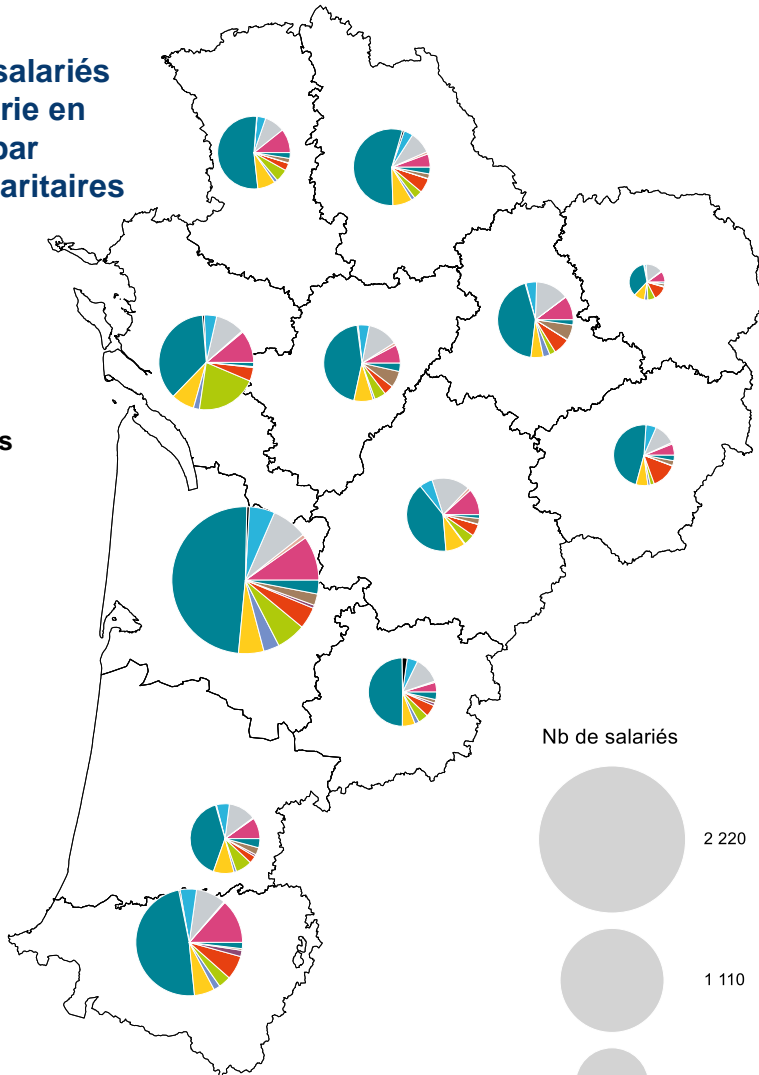 salariés
rie en
par
aritaires
s
Nb de salariés
2 220
1 110